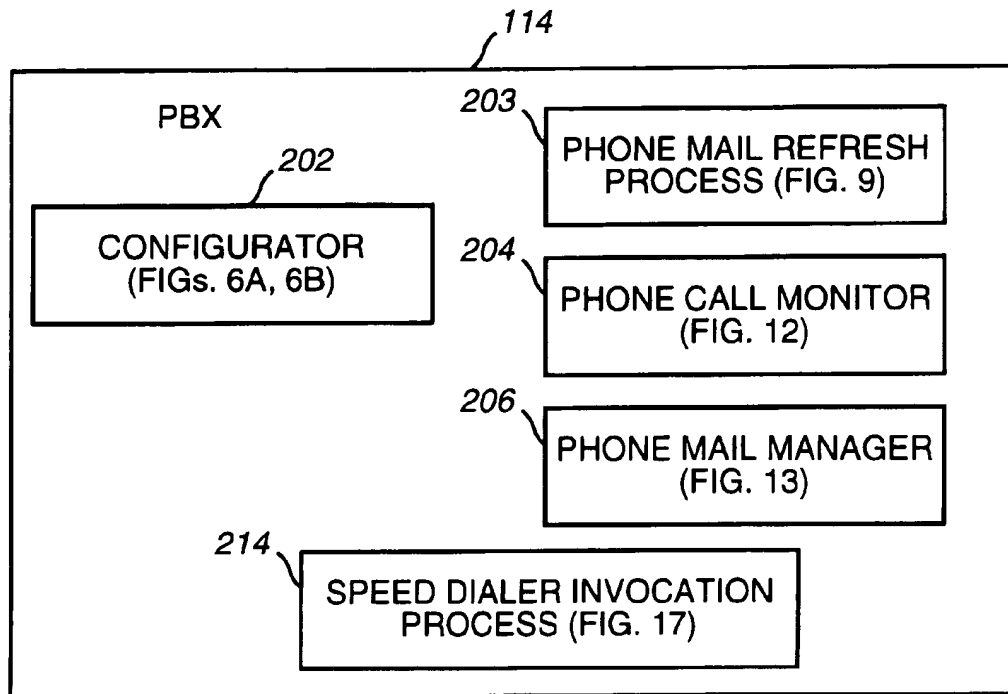 114
PBX
202
CONFIGURATOR
(FIGs. 6A, 6B)
203
PHONE MAIL REFRESH
PROCESS (FIG. 9)
204
PHONE CALL MONITOR
(FIG. 12)
206
PHONE MAIL MANAGER
(FIG. 13)
214
SPEED DIALER INVOCATION
PROCESS (FIG. 17)